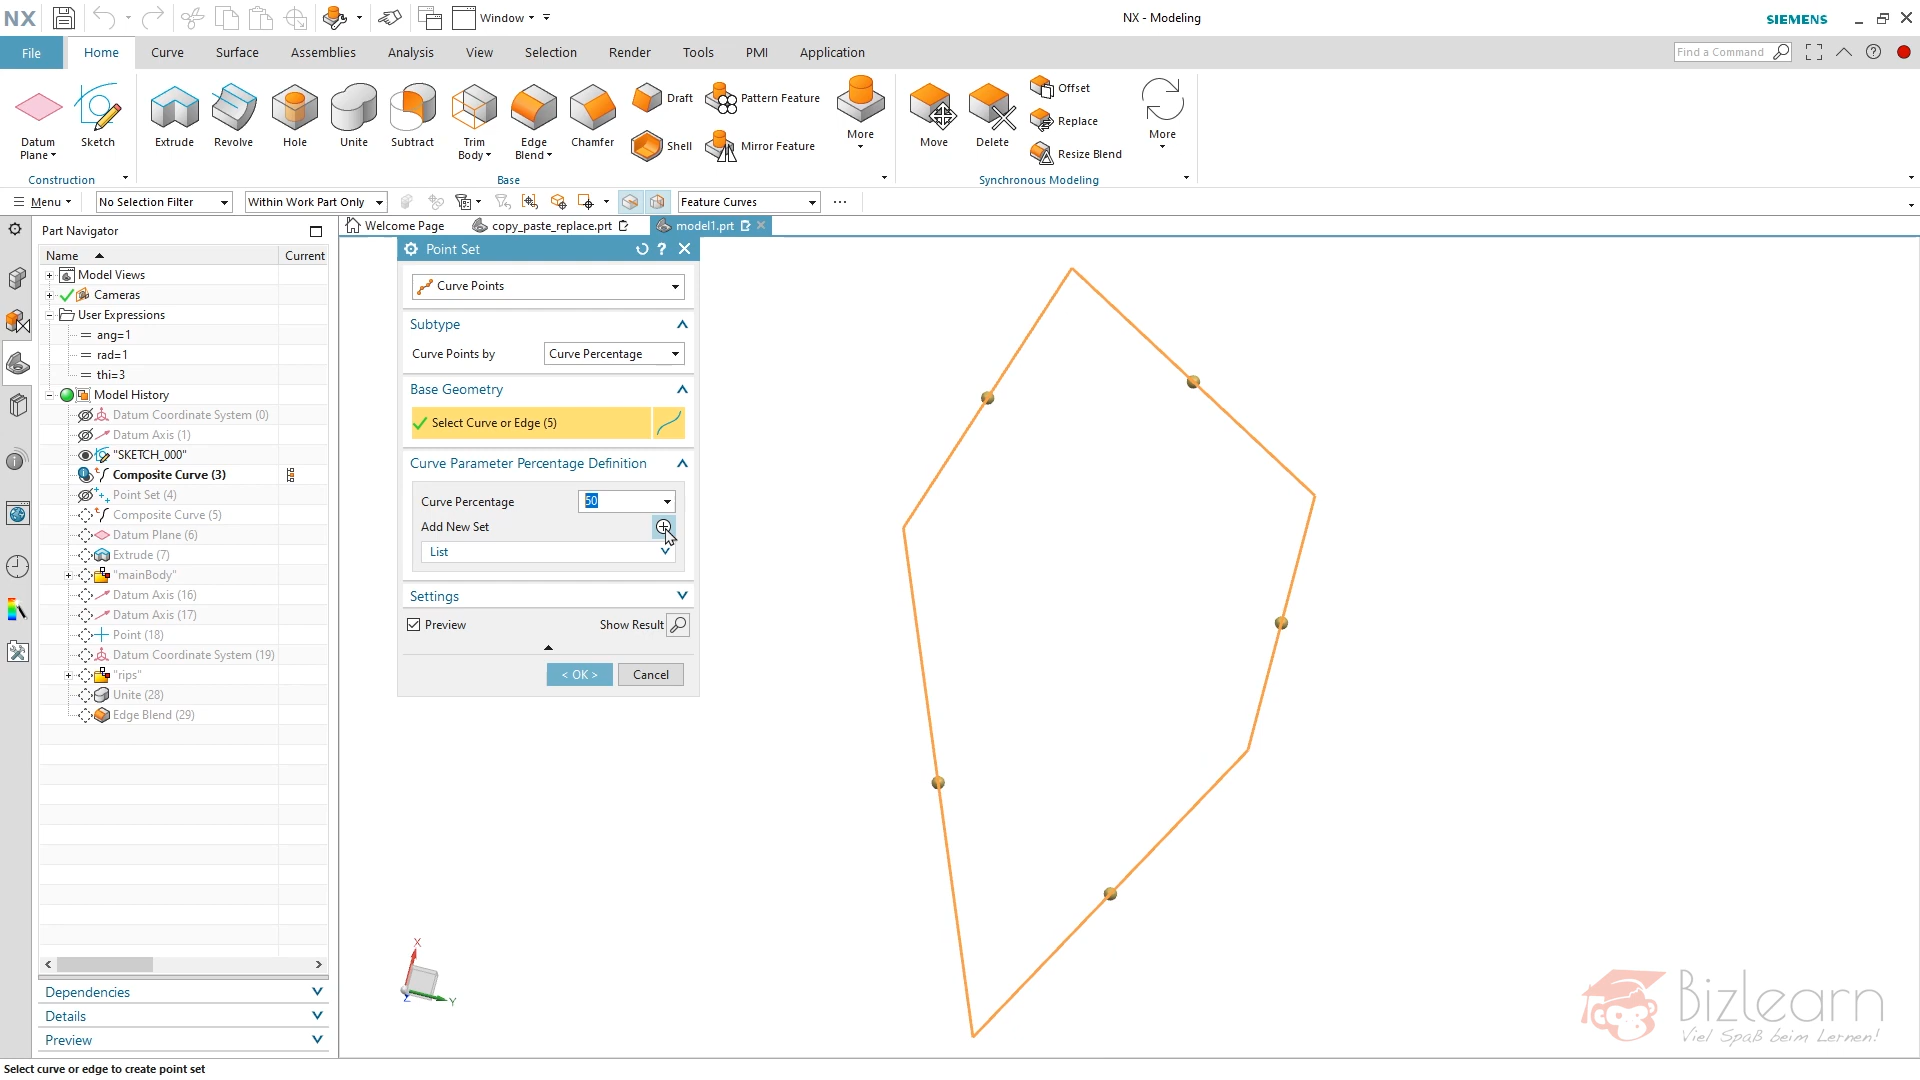 NX
Window
NX - Modeling
SIEMENS
File
Home
Curve
Surface
Assemblies
Analysis
View
Selection
Render
Tools
PMI
Application
Find a Command
Datum
Plane
Sketch
Extrude
Revolve
Hole
Unite
Subtract
Trim
Body
Edge
Blend
Chamfer
Draft
Shell
Pattern Feature
Mirror Feature
More
Move
Delete
Offset
Replace
Resize Blend
More
Construction
Base
Synchronous Modeling
Menu
No Selection Filter
Within Work Part Only
Feature Curves
Part Navigator
Welcome Page
copy_paste_replace.prt
model1.prt
Name
Current
Model Views
Cameras
User Expressions
ang=1
rad=1
thi=3
Model History
Datum Coordinate System (0)
Datum Axis (1)
"SKETCH_000"
Composite Curve (3)
Point Set (4)
Composite Curve (5)
Datum Plane (6)
Extrude (7)
"mainBody"
Datum Axis (16)
Datum Axis (17)
Point (18)
Datum Coordinate System (19)
"rips"
Unite (28)
Edge Blend (29)
Dependencies
Details
Preview
Point Set
Curve Points
Subtype
Curve Points by
Curve Percentage
Base Geometry
Select Curve or Edge (5)
Curve Parameter Percentage Definition
Curve Percentage
50
Add New Set
List
Settings
Preview
Show Result
< OK >
Cancel
X
Y
Z
Bizlearn
Viel Spaß beim Lernen!
Select curve or edge to create point set